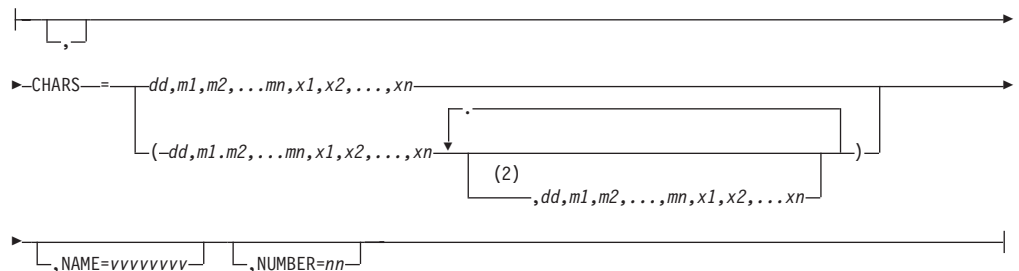 ,
CHARS = dd,m1,m2,...mn,x1,x2,...,xn
.
( dd,m1.m2,...mn,x1,x2,...,xn )
(2)
,dd,m1,m2,...,mn,x1,x2,...xn
,NAME=vvvvvvvv ,NUMBER=nn